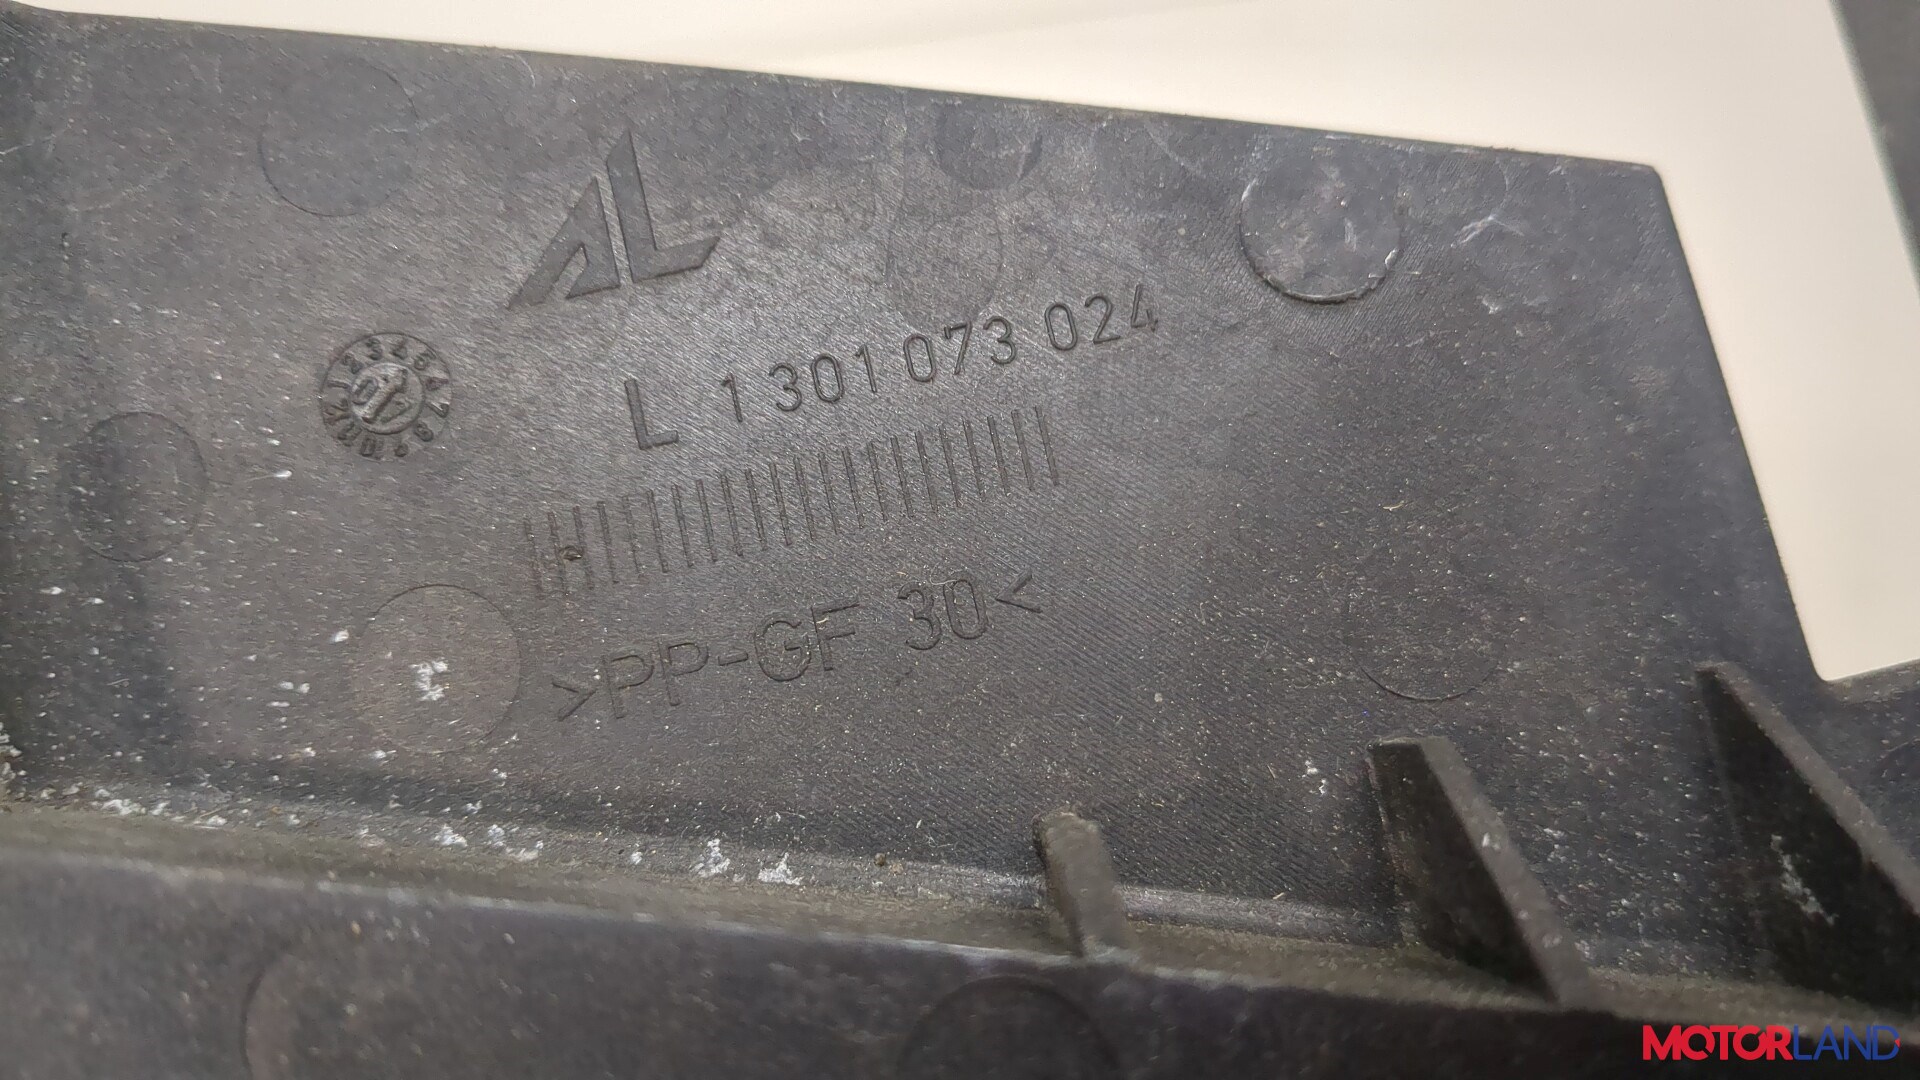 AL
L 1 301 073 024
>PP-GF 30<
MOTORLAND